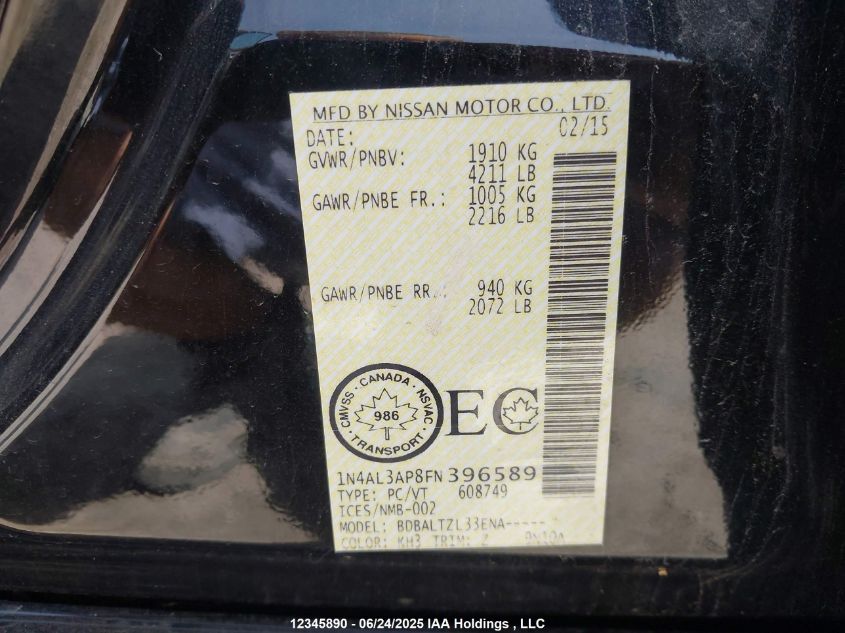 MFD BY NISSAN MOTOR CO., LTD.
DATE: 02/15
GVWR/PNBV: 1910 KG
4211 LB
GAWR/PNBE FR.: 1005 KG
2216 LB
GAWR/PNBE RR.: 940 KG
2072 LB
CMVSS · CANADA · NSVAC · TRANSPORT ·
986
EC
1N4AL3AP8FN396589
TYPE: PC/VT 608749
ICES/NMB-002
MODEL: BDBALTZL33ENA-----
COLOR: KH3 TRIM: Z
12345890 - 06/24/2025 IAA Holdings , LLC